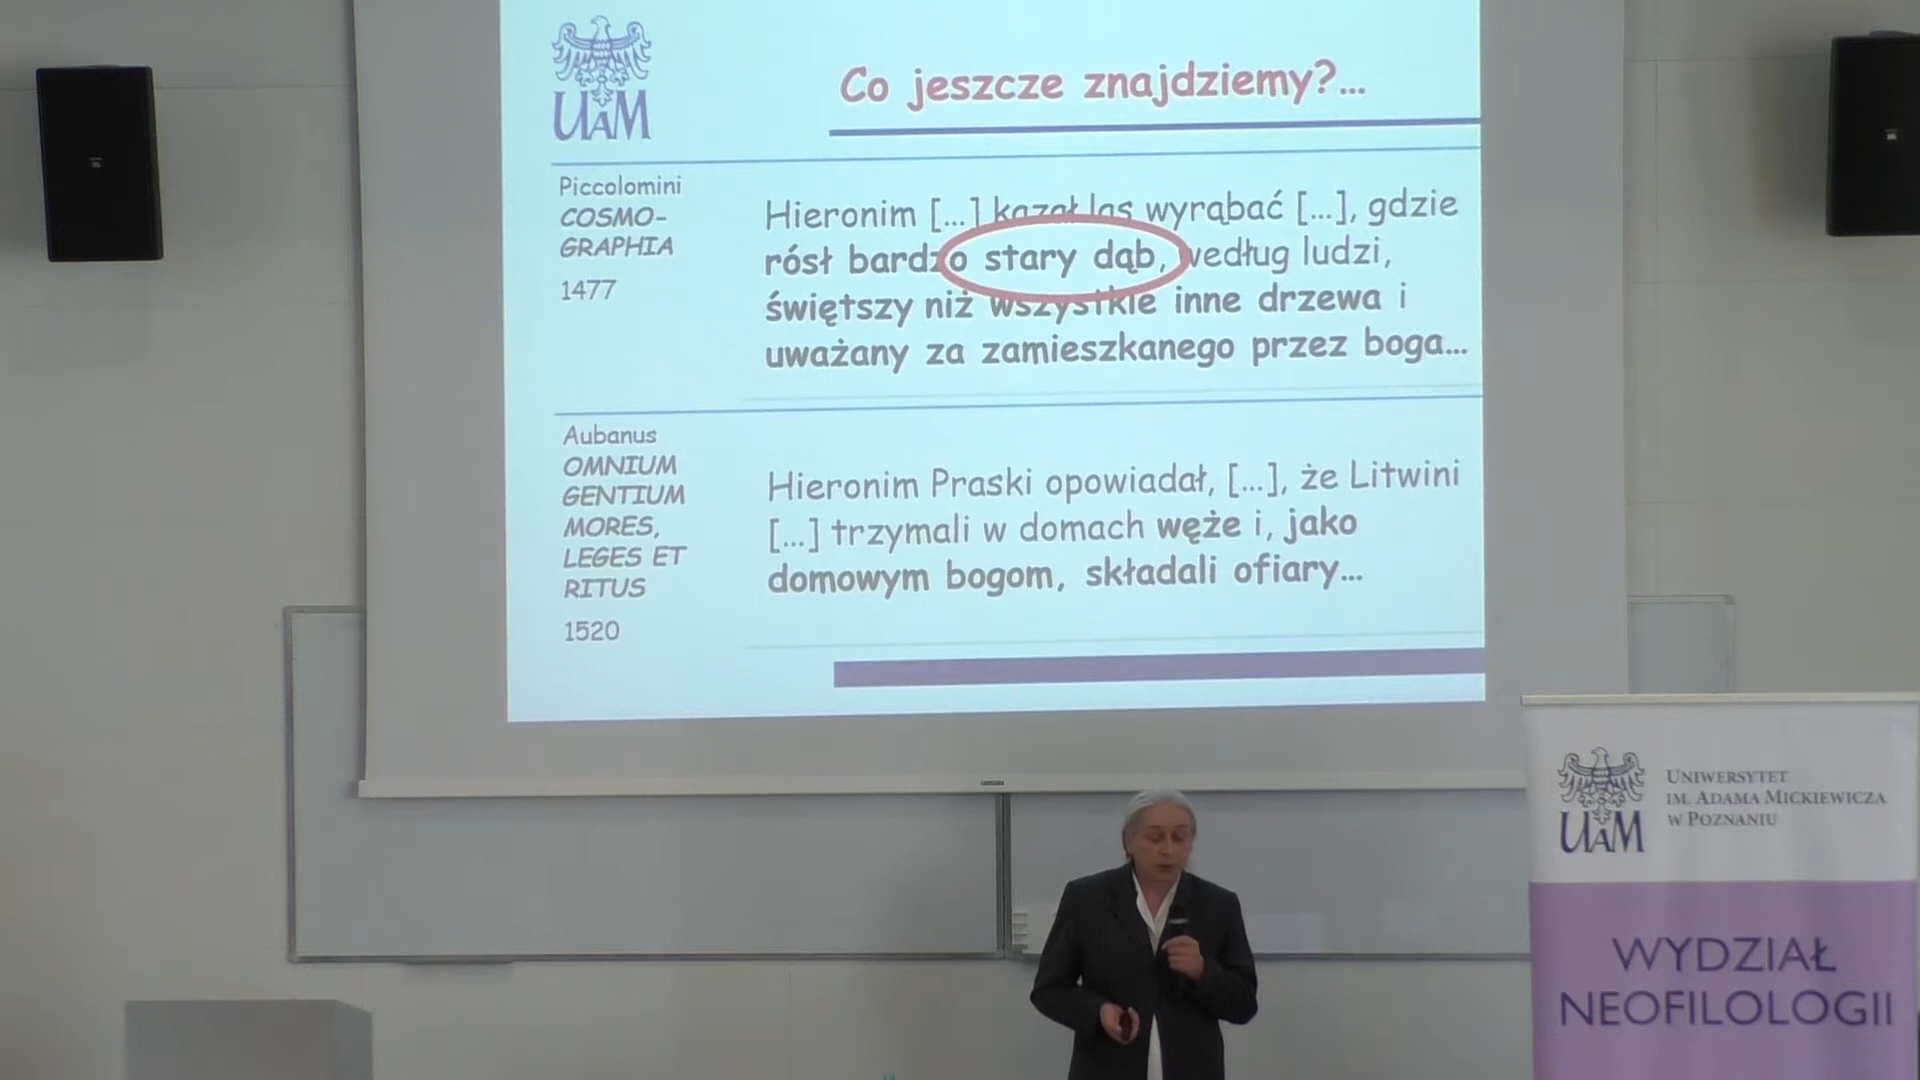 UAM
Co jeszcze znajdziemy?...
Piccolomini
COSMO-
GRAPHIA
1477
Hieronim [...] kazał las wyrąbać [...], gdzie
rósł bardzo stary dąb, według ludzi,
świętszy niż wszystkie inne drzewa i
uważany za zamieszkanego przez boga...
Aubanus
OMNIUM
GENTIUM
MORES,
LEGES ET
RITUS
1520
Hieronim Praski opowiadał, [...], że Litwini
[...] trzymali w domach węże i, jako
domowym bogom, składali ofiary...
UAM
UNIWERSYTET
IM. ADAMA MICKIEWICZA
W POZNANIU
WYDZIAŁ
NEOFILOLOGII